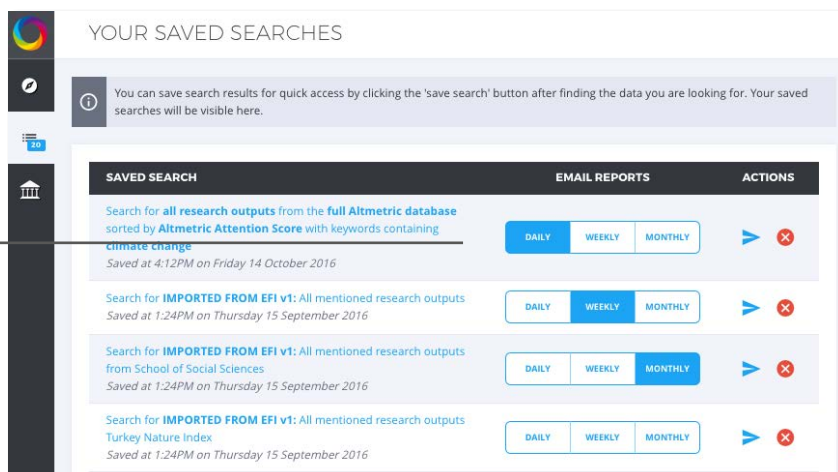 YOUR SAVED SEARCHES
You can save search results for quick access by clicking the 'save search' button after finding the data you are looking for. Your saved
searches will be visible here.
20
SAVED SEARCH EMAIL REPORTS ACTIONS
Search for all research outputs from the full Altmetric database
sorted by Altmetric Attention Score with keywords containing
climate change
Saved at 4:12PM on Friday 14 October 2016
DAILY WEEKLY MONTHLY
Search for IMPORTED FROM EFI v1: All mentioned research outputs
Saved at 1:24PM on Thursday 15 September 2016
DAILY WEEKLY MONTHLY
Search for IMPORTED FROM EFI v1: All mentioned research outputs
from School of Social Sciences
Saved at 1:24PM on Thursday 15 September 2016
DAILY WEEKLY MONTHLY
Search for IMPORTED FROM EFI v1: All mentioned research outputs
Turkey Nature Index
Saved at 1:24PM on Thursday 15 September 2016
DAILY WEEKLY MONTHLY